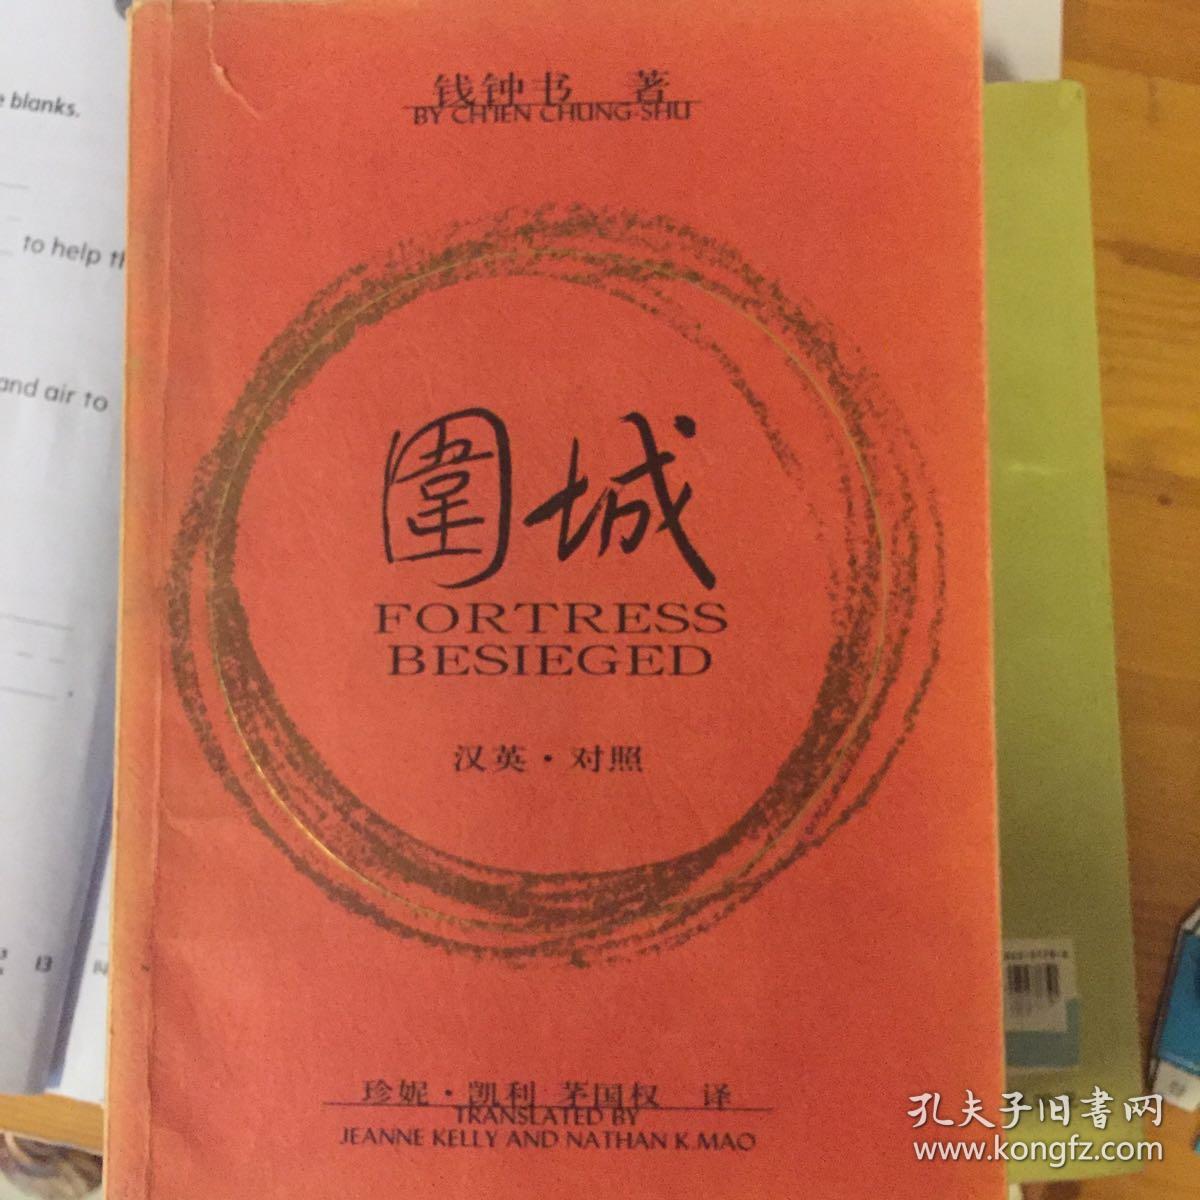 blanks.
to help
and air to
13
钱钟书 著
BY CH'IEN CHUNG-SHU
圍城
FORTRESS
BESIEGED
汉英·对照
珍妮·凯利 茅国权 译
TRANSLATED BY
JEANNE KELLY AND NATHAN K.MAO
孔夫子旧书网
www.kongfz.com